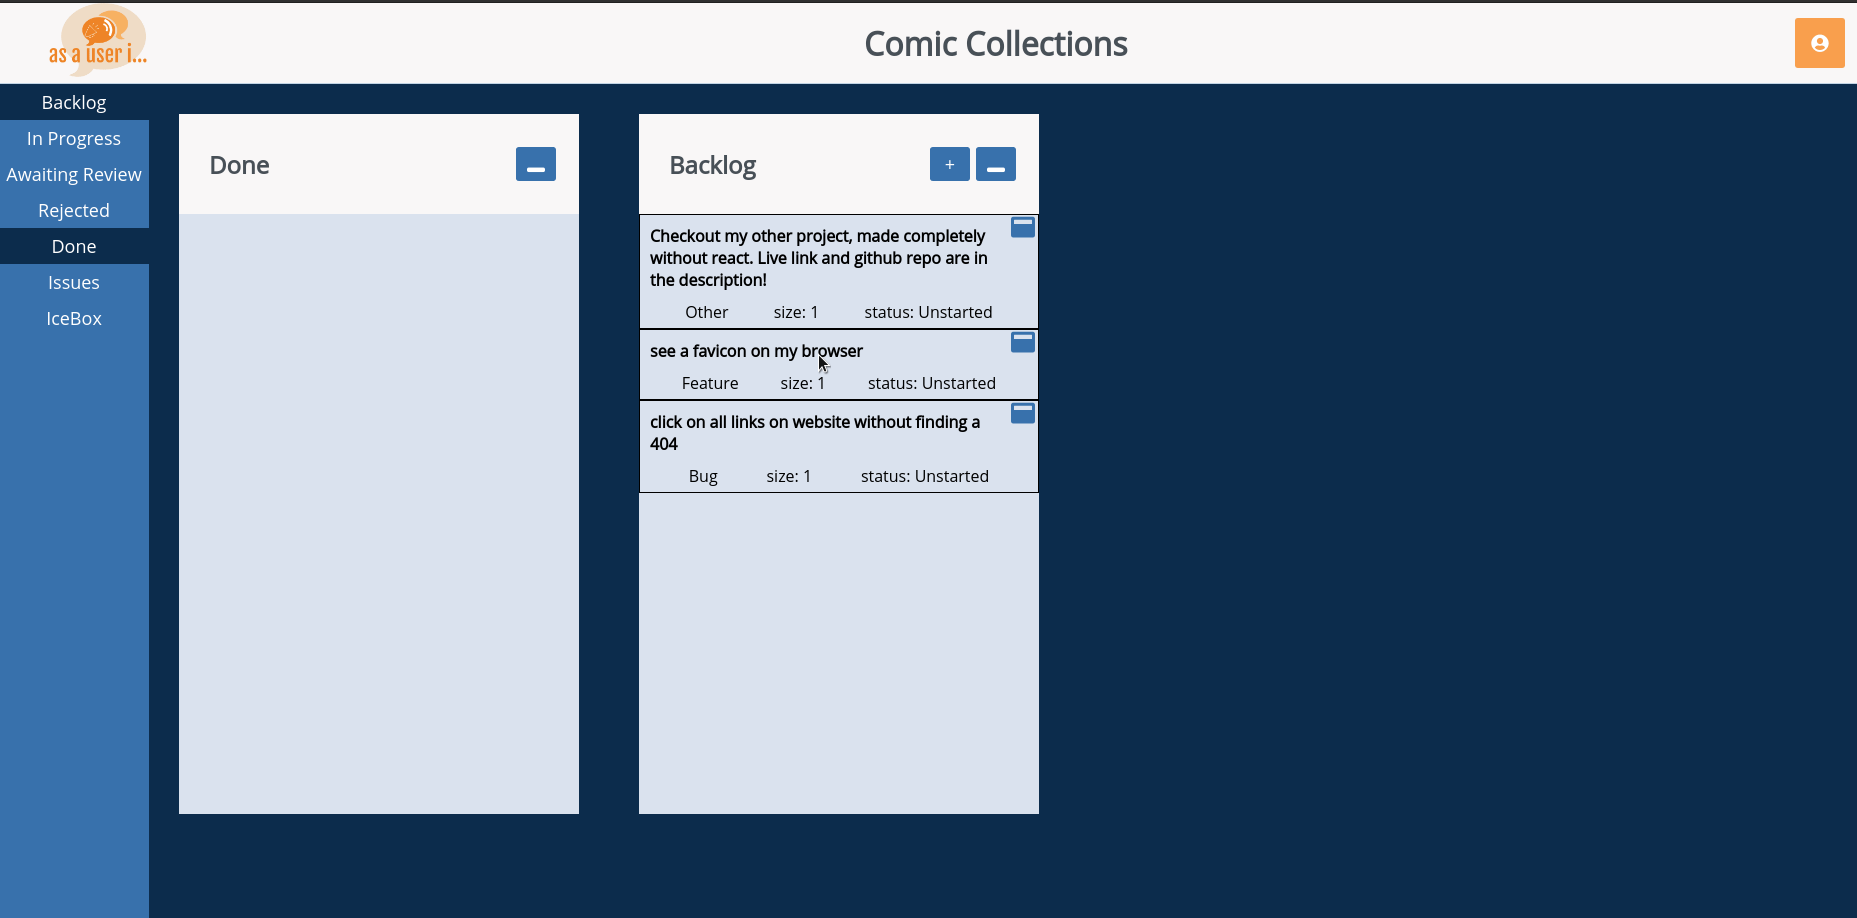 as a user i...
Comic Collections
Backlog
In Progress
Awaiting Review
Rejected
Done
Issues
IceBox
Done
Backlog
+
Checkout my other project, made completely
without react. Live link and github repo are in
the description!
Other size: 1 status: Unstarted
see a favicon on my browser
Feature size: 1 status: Unstarted
click on all links on website without finding a
404
Bug size: 1 status: Unstarted